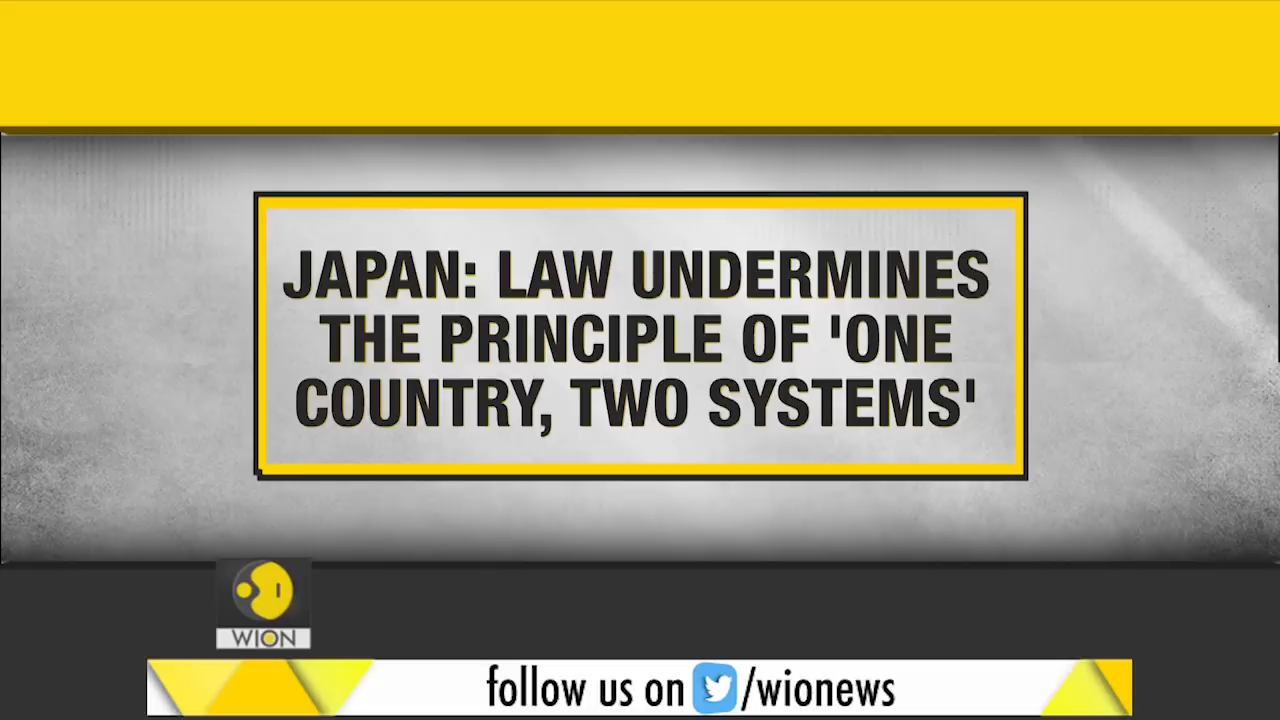 JAPAN: LAW UNDERMINES
THE PRINCIPLE OF 'ONE
COUNTRY, TWO SYSTEMS'
WION
follow us on /wionews